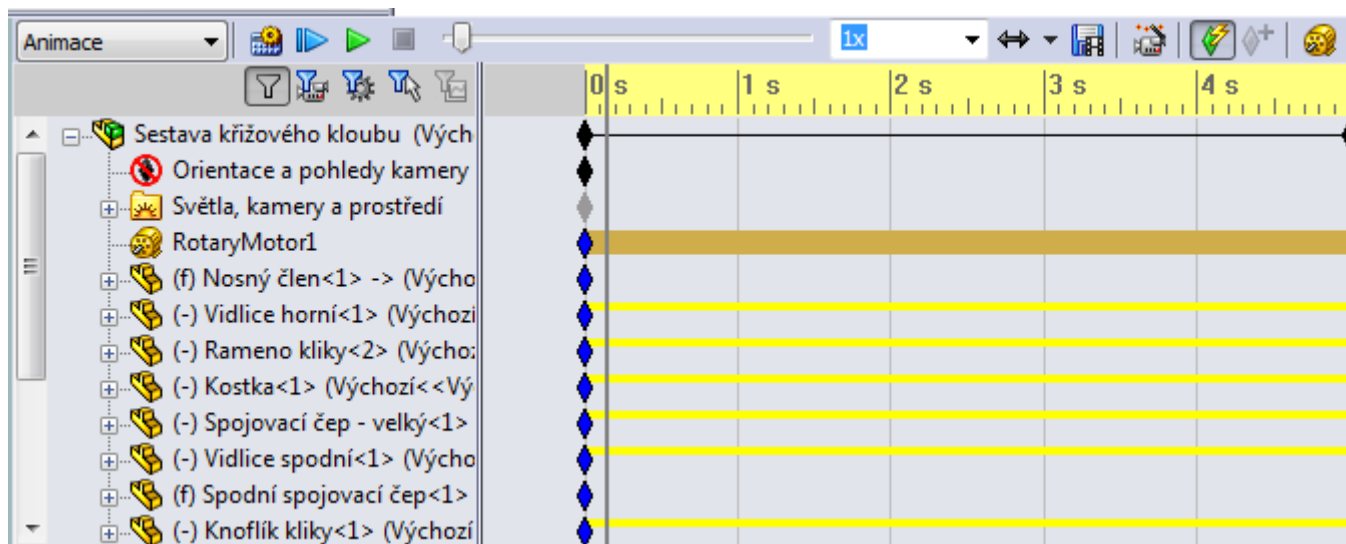 Animace
1x
0 s 1 s 2 s 3 s 4 s
Sestava křížového kloubu (Vých
Orientace a pohledy kamery
Světla, kamery a prostředí
RotaryMotor1
(f) Nosný člen<1> -> (Výcho
(-) Vidlice horní<1> (Výchozí
(-) Rameno kliky<2> (Výchoz
(-) Kostka<1> (Výchozí<<Vý
(-) Spojovací čep - velký<1>
(-) Vidlice spodní<1> (Výcho
(f) Spodní spojovací čep<1>
(-) Knoflík kliky<1> (Výchozí